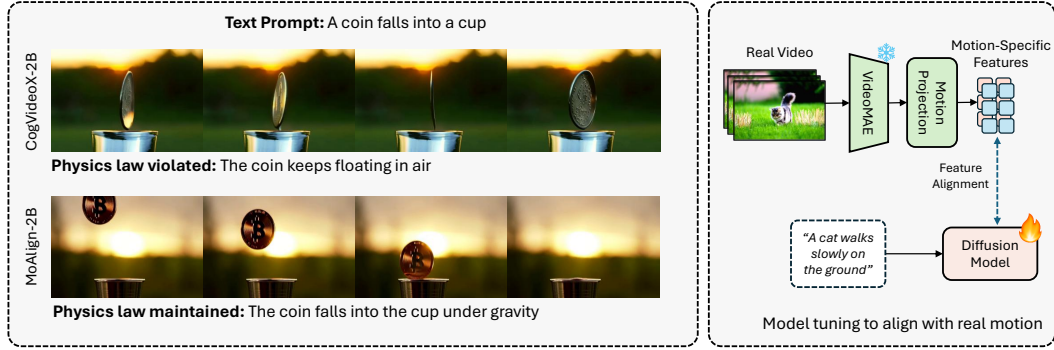 Text Prompt: A coin falls into a cup
CogVideoX-2B
Physics law violated: The coin keeps floating in air
MoAlign-2B
Physics law maintained: The coin falls into the cup under gravity
Real Video
VideoMAE
Motion
Projection
Motion-Specific
Features
Feature
Alignment
“A cat walks
slowly on
the ground”
Diffusion
Model
Model tuning to align with real motion